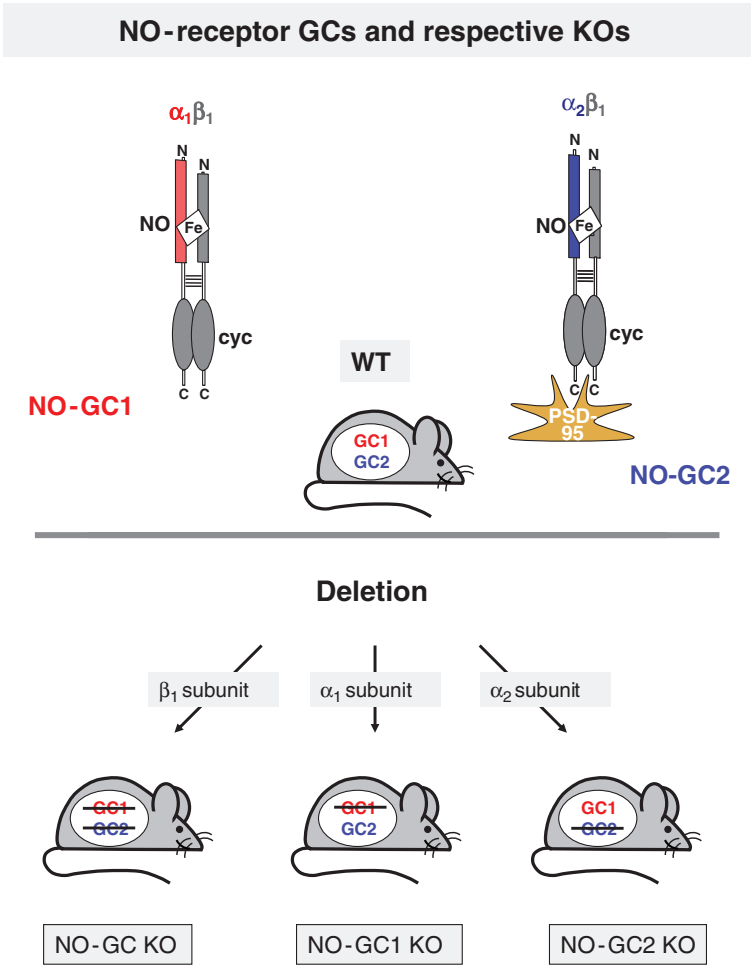 NO-receptor GCs and respective KOs
α1β1
α2β1
N
N
N
N
NO
Fe
NO
Fe
cyc
cyc
WT
C C
C C
NO-GC1
PSD-
95
GC1
GC2
NO-GC2
Deletion
β1 subunit
α1 subunit
α2 subunit
GC1
GC2
GC1
GC2
GC1
GC2
NO-GC KO
NO-GC1 KO
NO-GC2 KO